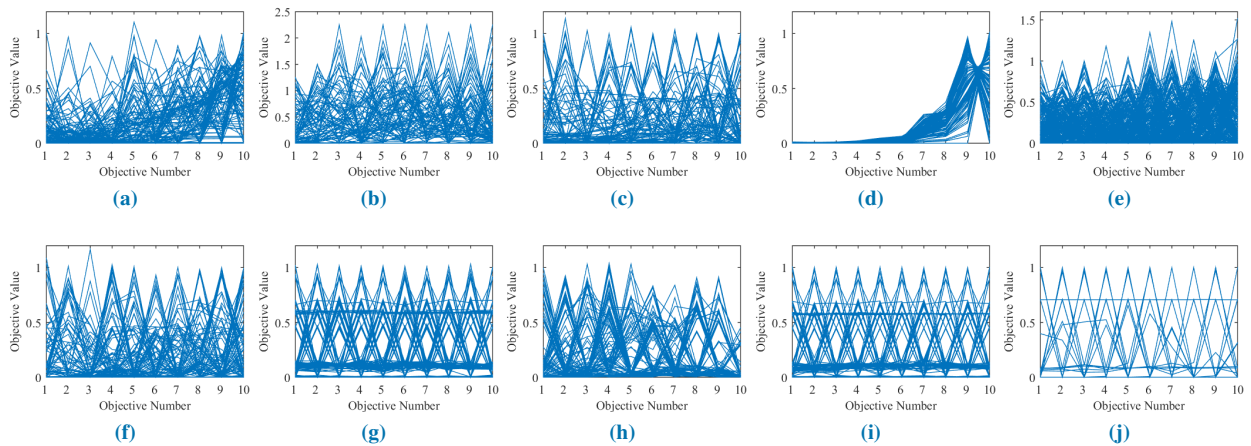 Objective Value
1
0.5
0
1 2 3 4 5 6 7 8 9 10
Objective Number
(a)
Objective Value
2.5
2
1.5
1
0.5
0
1 2 3 4 5 6 7 8 9 10
Objective Number
(b)
Objective Value
1
0.5
0
1 2 3 4 5 6 7 8 9 10
Objective Number
(c)
Objective Value
1
0.5
0
1 2 3 4 5 6 7 8 9 10
Objective Number
(d)
Objective Value
1.5
1
0.5
0
1 2 3 4 5 6 7 8 9 10
Objective Number
(e)
Objective Value
1
0.5
0
1 2 3 4 5 6 7 8 9 10
Objective Number
(f)
Objective Value
1
0.5
0
1 2 3 4 5 6 7 8 9 10
Objective Number
(g)
Objective Value
1
0.5
0
1 2 3 4 5 6 7 8 9 10
Objective Number
(h)
Objective Value
1
0.5
0
1 2 3 4 5 6 7 8 9 10
Objective Number
(i)
Objective Value
1
0.5
0
1 2 3 4 5 6 7 8 9 10
Objective Number
(j)